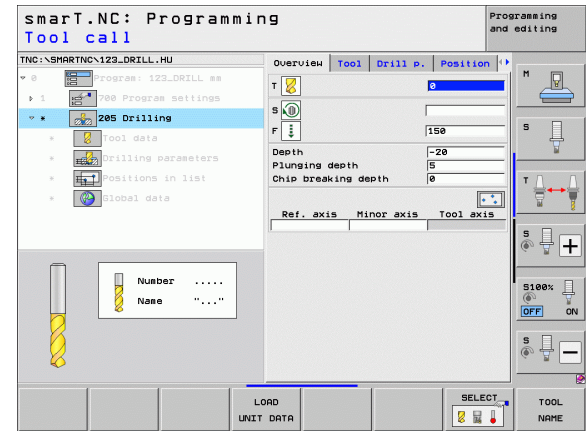 smarT.NC: Programming
Tool call
Programming
and editing
TNC:\SMARTNC\123_DRILL.HU
0 Program: 123_DRILL mm
1 700 Program settings
* 205 Drilling
* Tool data
* Drilling parameters
* Positions in list
* Global data
Overview Tool Drill p. Position
T 0
S
F 150
Depth -20
Plunging depth 5
Chip breaking depth 0
Ref. axis Minor axis Tool axis
Number .....
Name "..."
M
S
T
S
S100%
OFF ON
S
LOAD
UNIT DATA
SELECT
TOOL
NAME